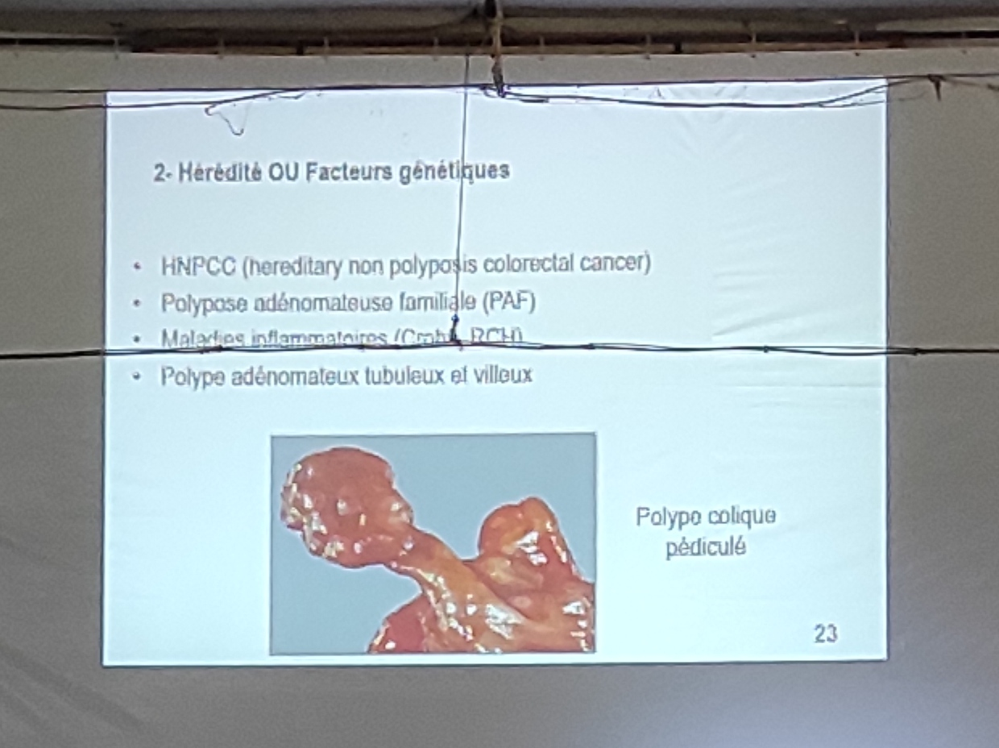 2- Hérédité OU Facteurs génétiques
• HNPCC (hereditary non polyposis colorectal cancer)
• Polypose adénomateuse familiale (PAF)
• Maladies inflammatoires RCH)
• Polype adénomateux tubuleux et villeux
Polype colique
pédiculé
23